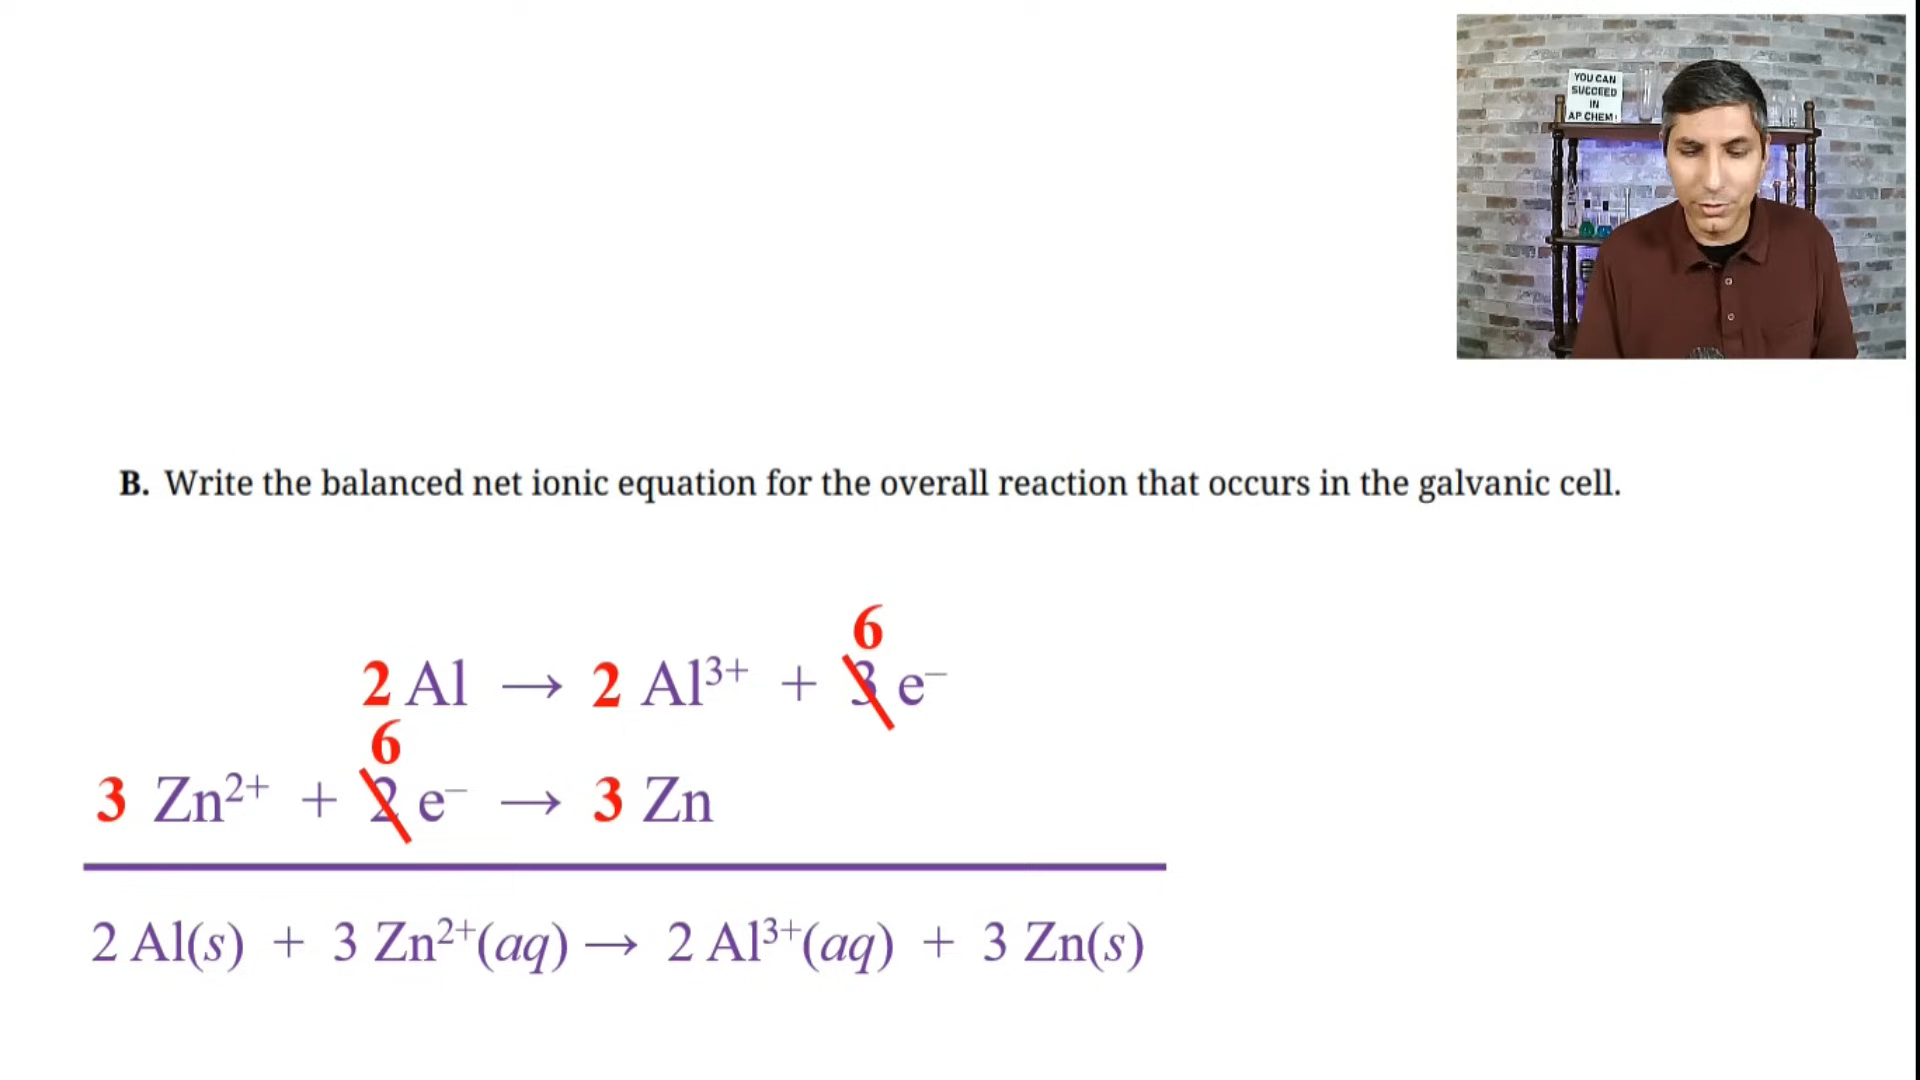 YOU CAN
SUCCEED
IN
AP CHEM!
B. Write the balanced net ionic equation for the overall reaction that occurs in the galvanic cell.
6
2 Al → 2 Al³⁺ + 3 e⁻
6
3 Zn²⁺ + 2 e⁻ → 3 Zn
2 Al(s) + 3 Zn²⁺(aq) → 2 Al³⁺(aq) + 3 Zn(s)